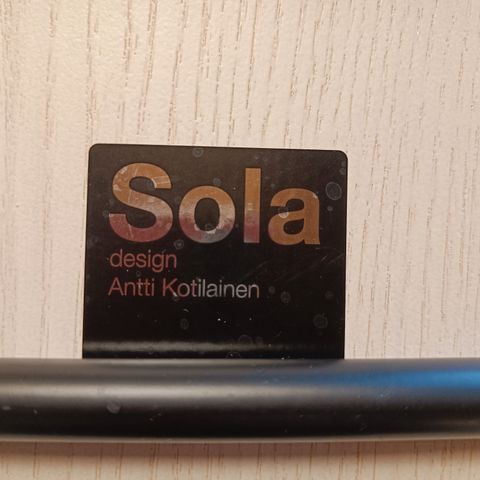 Sola
design
Antti Kotilainen